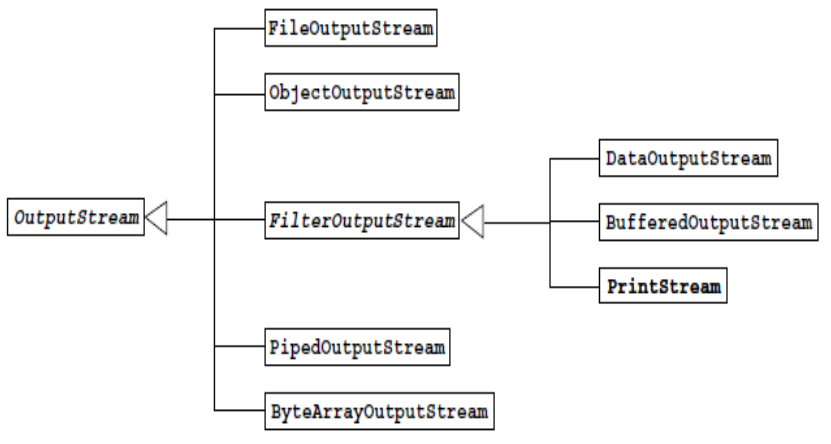 FileOutputStream
ObjectOutputStream
DataOutputStream
OutputStream
FilterOutputStream
BufferedOutputStream
PrintStream
PipedOutputStream
ByteArrayOutputStream